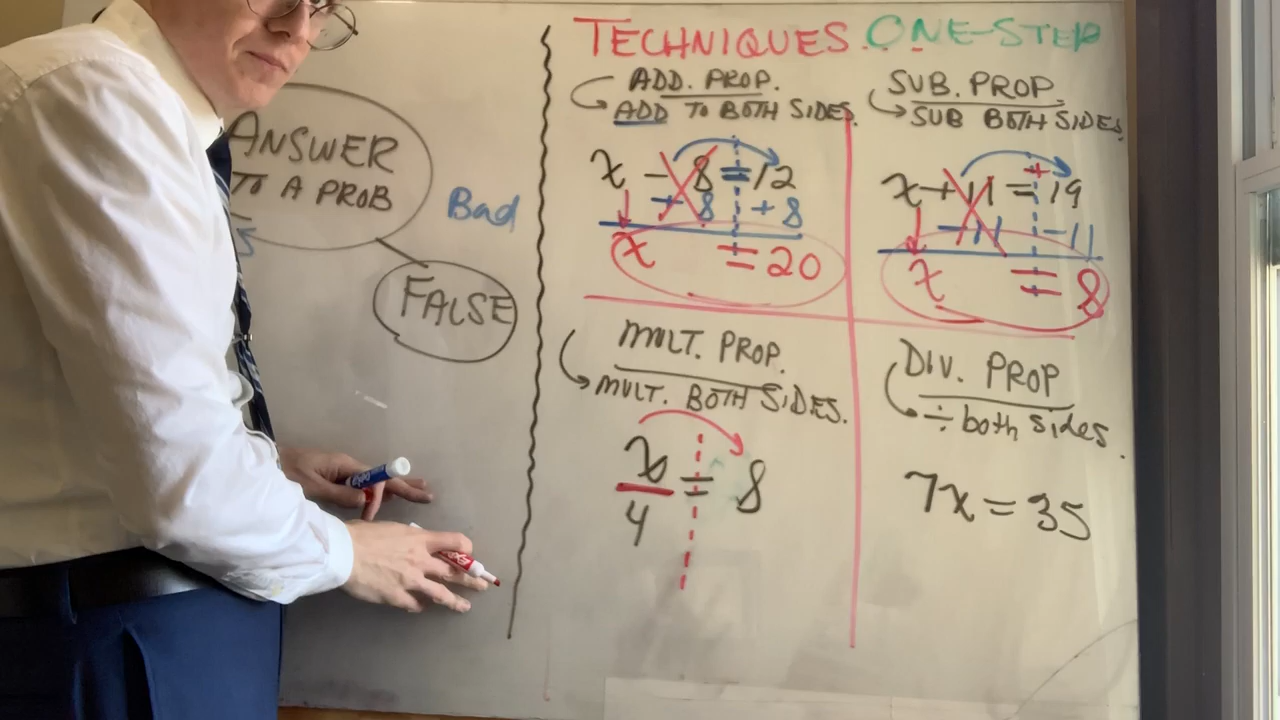 ANSWER
TO A PROB
Bad
FALSE
TECHNIQUES ONE-STEP
ADD. PROP.
ADD TO BOTH SIDES.
x - 8 = 12
+ 8 + 8
x = 20
SUB. PROP.
SUB BOTH SIDES.
x + 11 = 19
- 11 - 11
x = 8
MULT. PROP.
MULT. BOTH SIDES.
x
4
= 8
DIV. PROP
÷ both sides.
7x = 35